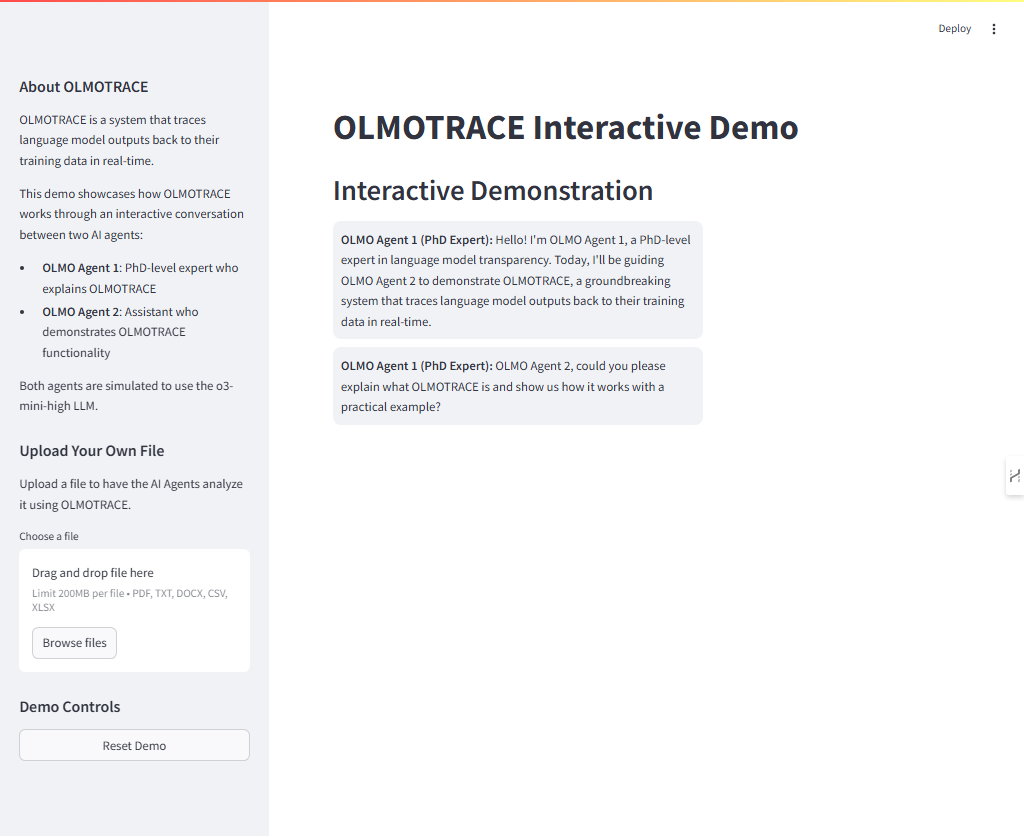 Deploy
About OLMOTRACE
OLMOTRACE is a system that traces
language model outputs back to their
training data in real-time.
This demo showcases how OLMOTRACE
works through an interactive conversation
between two AI agents:
• OLMO Agent 1: PhD-level expert who
explains OLMOTRACE
• OLMO Agent 2: Assistant who
demonstrates OLMOTRACE
functionality
Both agents are simulated to use the o3-
mini-high LLM.
Upload Your Own File
Upload a file to have the AI Agents analyze
it using OLMOTRACE.
Choose a file
Drag and drop file here
Limit 200MB per file • PDF, TXT, DOCX, CSV,
XLSX
Browse files
Demo Controls
Reset Demo
OLMOTRACE Interactive Demo
Interactive Demonstration
OLMO Agent 1 (PhD Expert): Hello! I'm OLMO Agent 1, a PhD-level
expert in language model transparency. Today, I'll be guiding
OLMO Agent 2 to demonstrate OLMOTRACE, a groundbreaking
system that traces language model outputs back to their training
data in real-time.
OLMO Agent 1 (PhD Expert): OLMO Agent 2, could you please
explain what OLMOTRACE is and show us how it works with a
practical example?